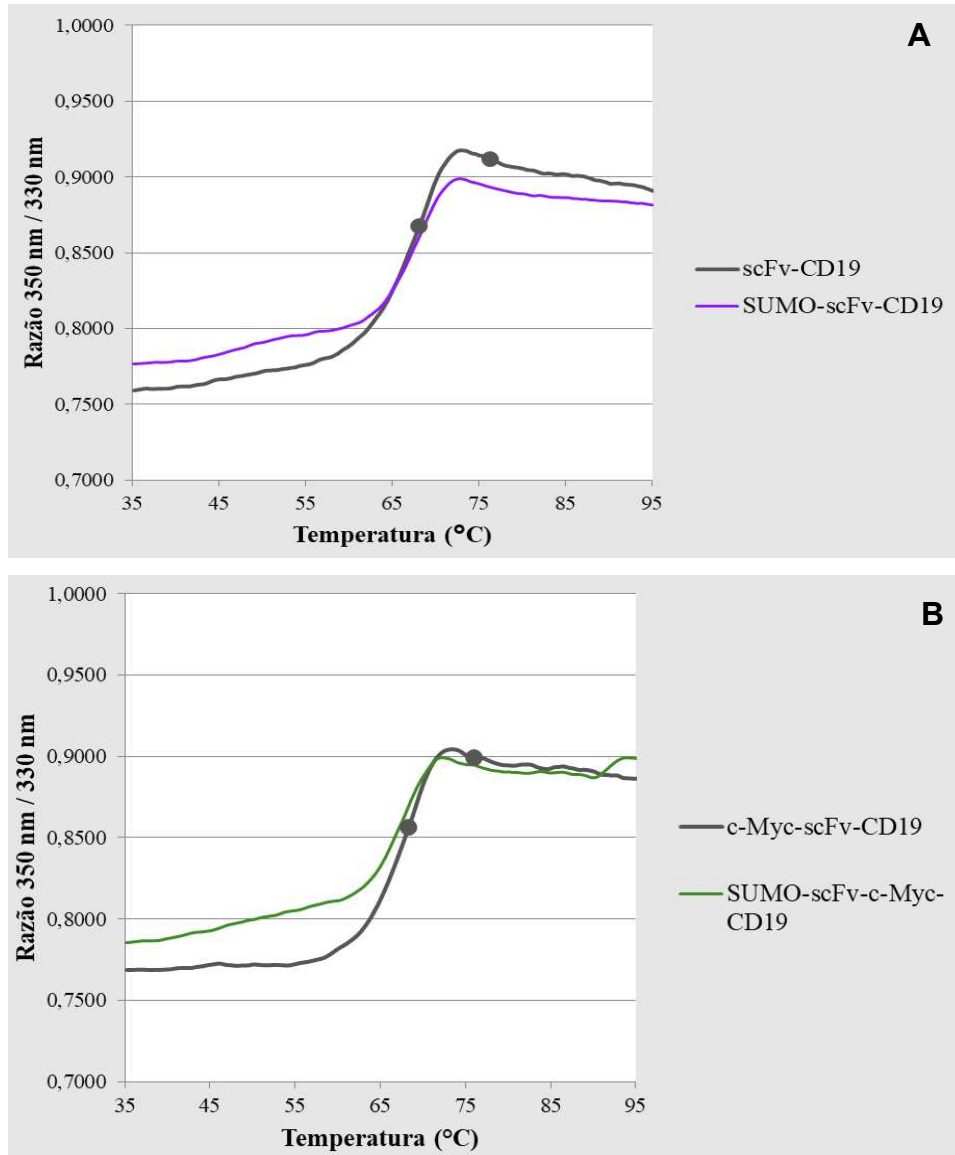 A
1,0000
0,9500
0,9000
0,8500
0,8000
0,7500
0,7000
Razão 350 nm / 330 nm
35 45 55 65 75 85 95
Temperatura (°C)
scFv-CD19
SUMO-scFv-CD19
B
1,0000
0,9500
0,9000
0,8500
0,8000
0,7500
0,7000
Razão 350 nm / 330 nm
35 45 55 65 75 85 95
Temperatura (°C)
c-Myc-scFv-CD19
SUMO-scFv-c-Myc-
CD19